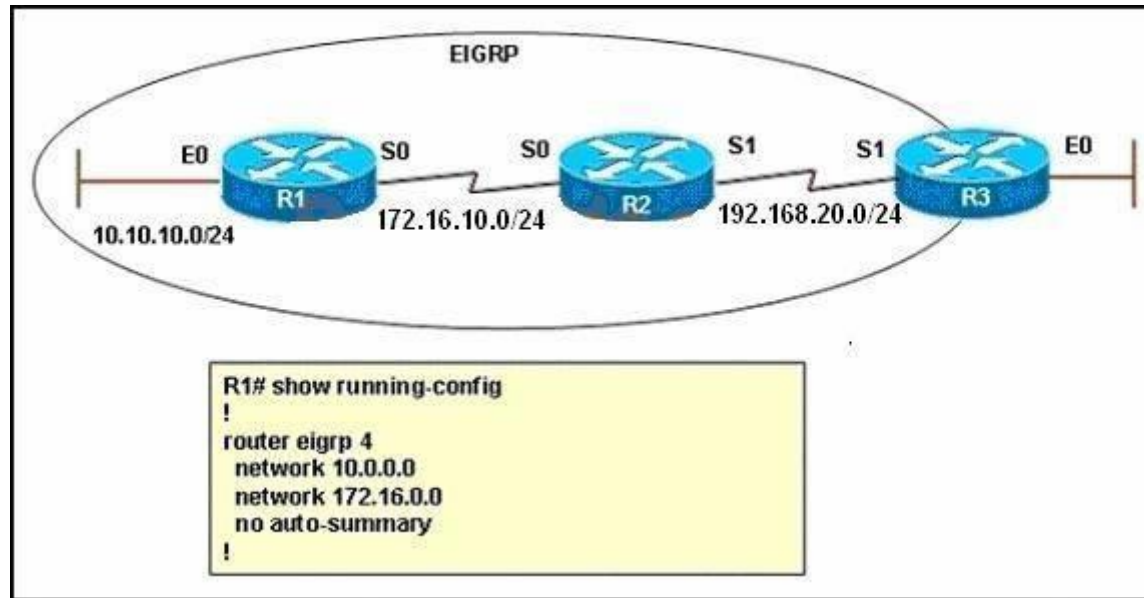 EIGRP
E0 S0 S0 S1 S1 E0
R1 R2 R3
10.10.10.0/24 172.16.10.0/24 192.168.20.0/24
R1# show running-config
!
router eigrp 4
network 10.0.0.0
network 172.16.0.0
no auto-summary
!